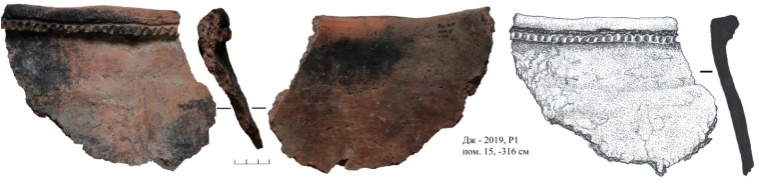 Дж - 2019, Р1
пом. 15, -316 см